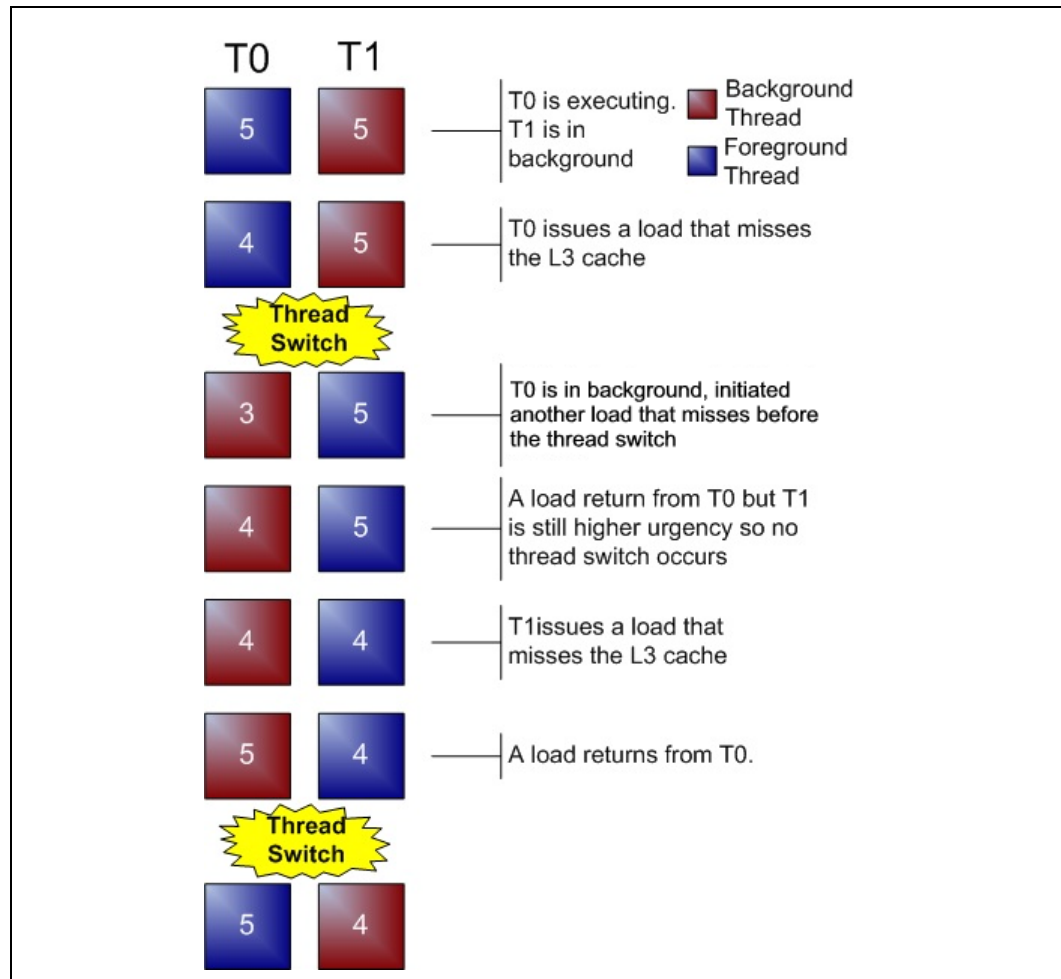 T0 T1
5 5
T0 is executing.
T1 is in
background
Background
Thread
Foreground
Thread
4 5
T0 issues a load that misses
the L3 cache
Thread
Switch
3 5
T0 is in background, initiated
another load that misses before
the thread switch
4 5
A load return from T0 but T1
is still higher urgency so no
thread switch occurs
4 4
T1issues a load that
misses the L3 cache
5 4
A load returns from T0.
Thread
Switch
5 4